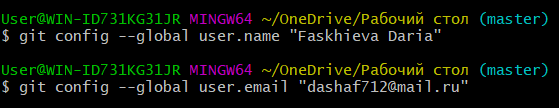 User@WIN-ID731KG31JR MINGW64 ~/OneDrive/Рабочий стол (master)
$ git config --global user.name "Faskhieva Daria"
User@WIN-ID731KG31JR MINGW64 ~/OneDrive/Рабочий стол (master)
$ git config --global user.email "dashaf712@mail.ru"